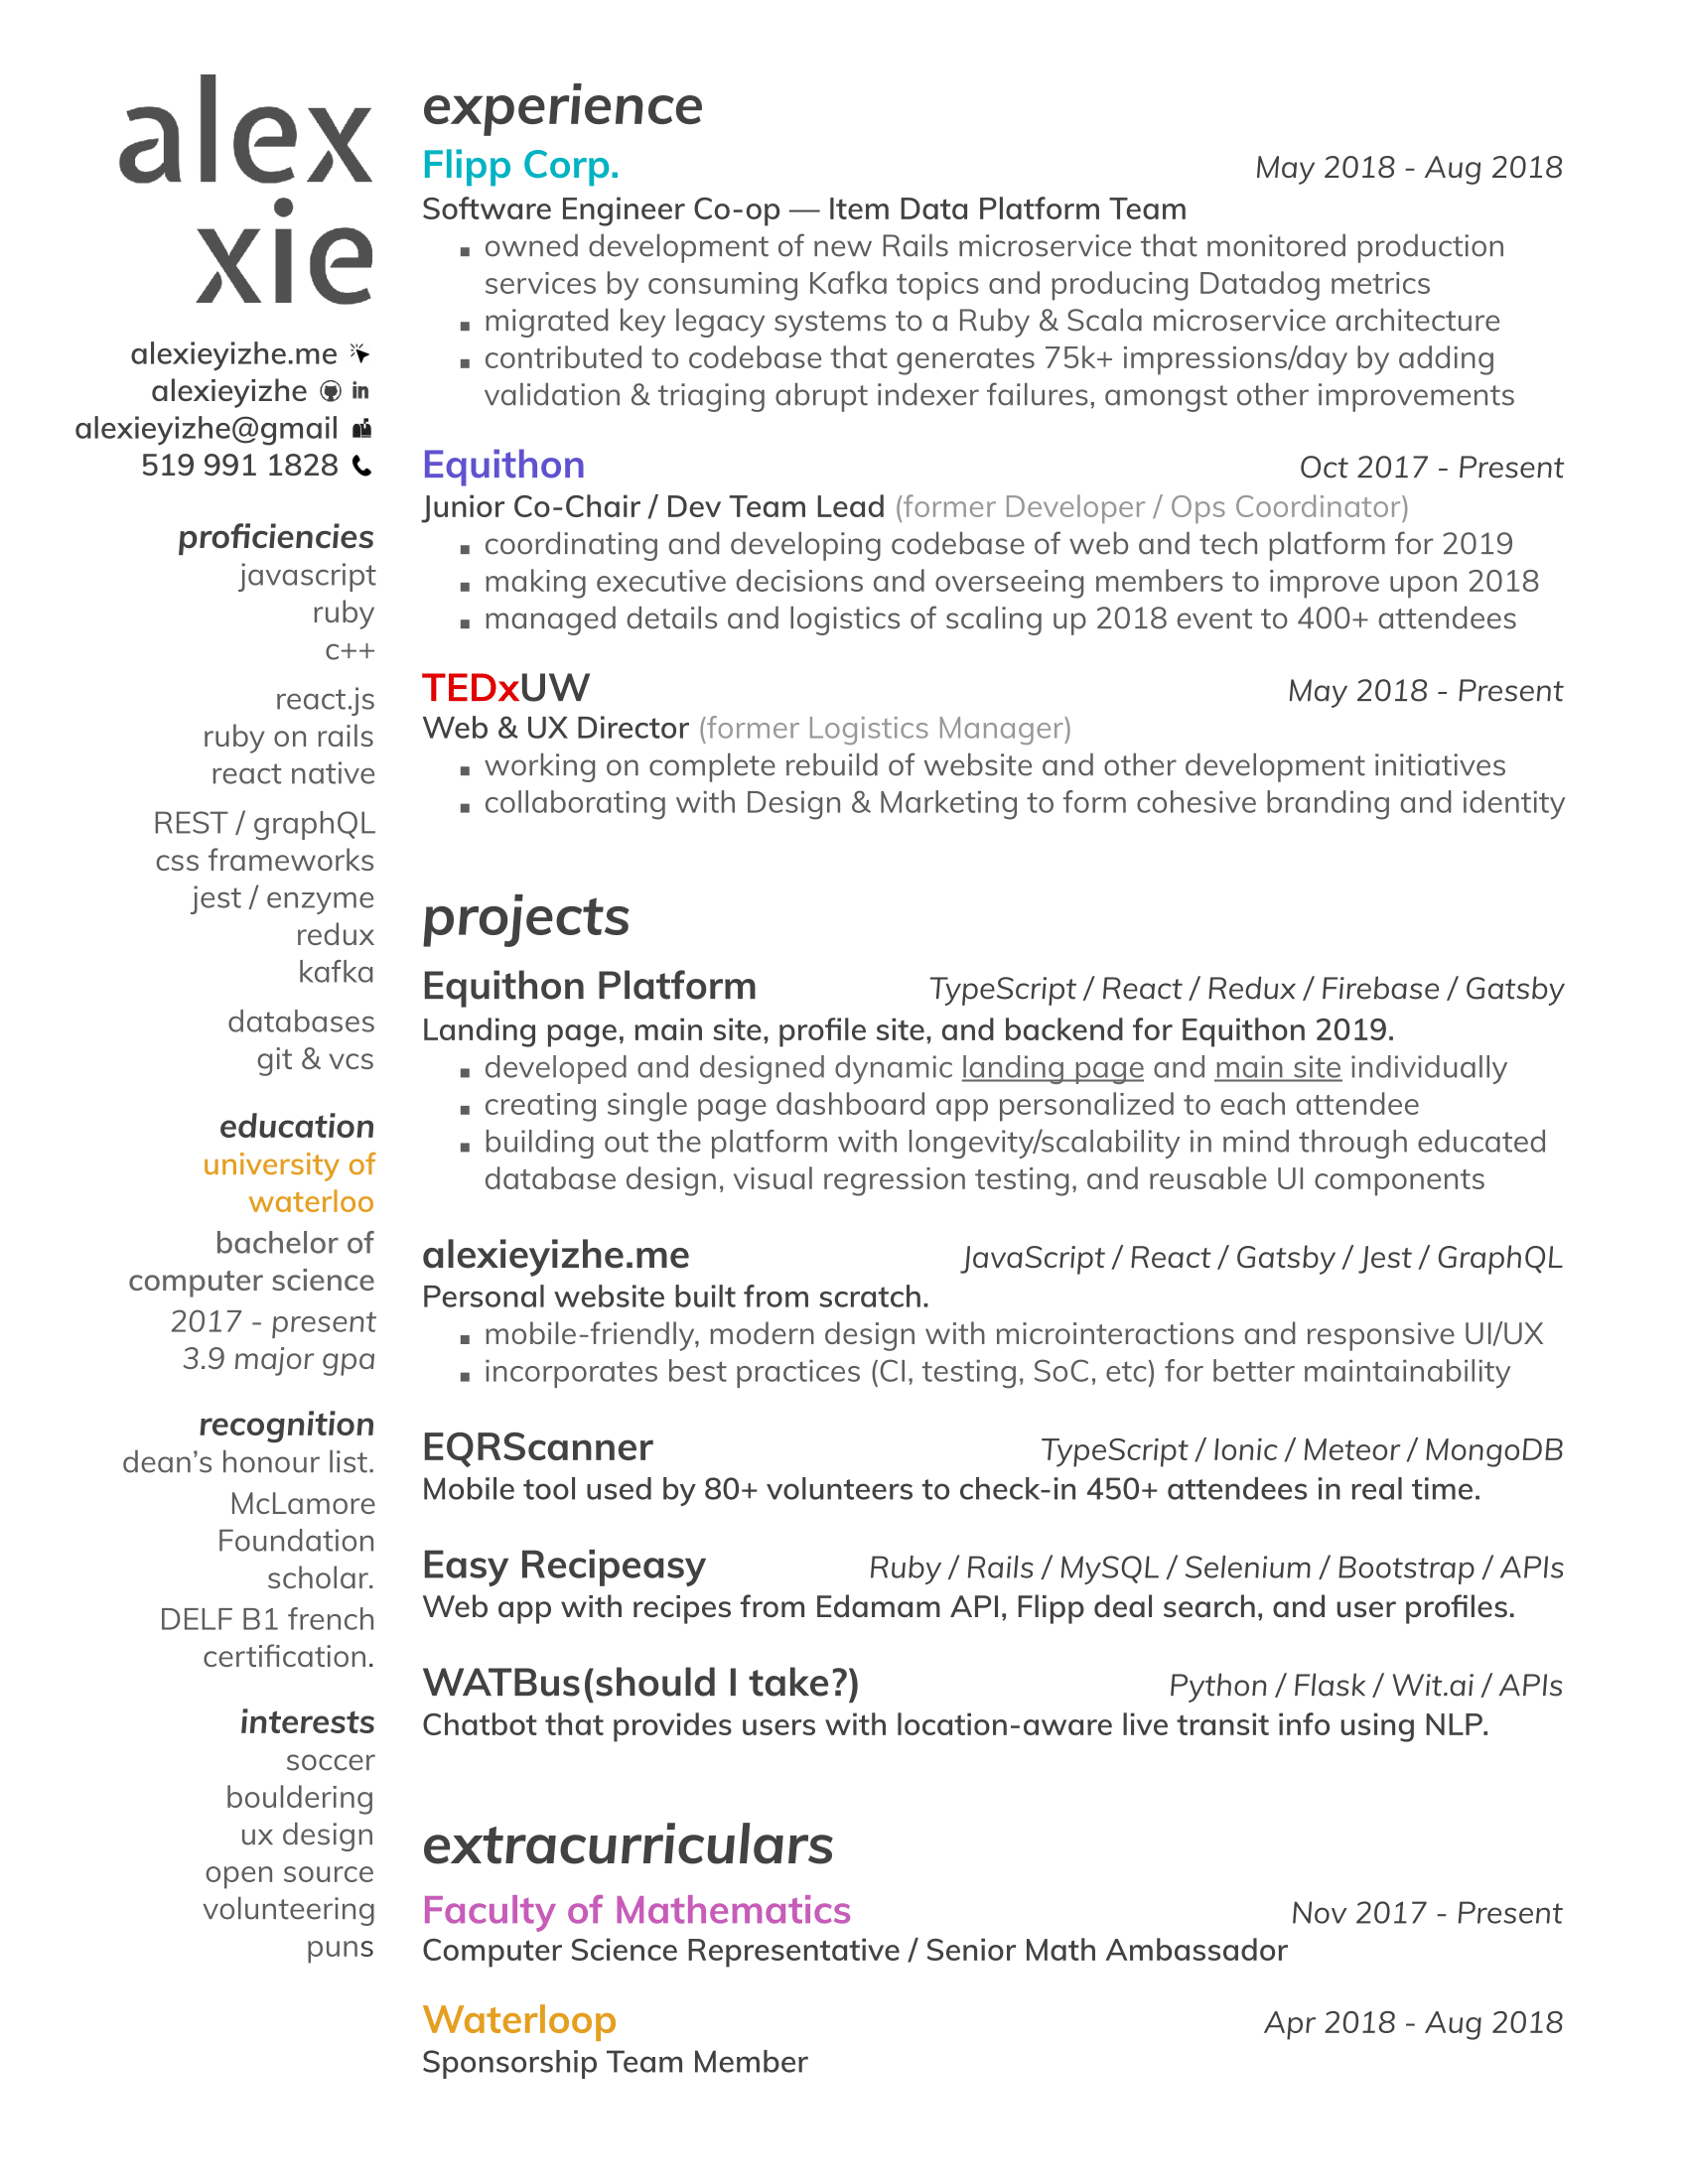 alex
xie
alexieyizhe.me
alexieyizhe
alexieyizhe@gmail
519 991 1828
proficiencies
javascript
ruby
c++
react.js
ruby on rails
react native
REST / graphQL
css frameworks
jest / enzyme
redux
kafka
databases
git & vcs
education
university of
waterloo
bachelor of
computer science
2017 - present
3.9 major gpa
recognition
dean's honour list.
McLamore
Foundation
scholar.
DELF B1 french
certification.
interests
soccer
bouldering
ux design
open source
volunteering
puns
experience
Flipp Corp. May 2018 - Aug 2018
Software Engineer Co-op — Item Data Platform Team
▪ owned development of new Rails microservice that monitored production
services by consuming Kafka topics and producing Datadog metrics
▪ migrated key legacy systems to a Ruby & Scala microservice architecture
▪ contributed to codebase that generates 75k+ impressions/day by adding
validation & triaging abrupt indexer failures, amongst other improvements
Equithon Oct 2017 - Present
Junior Co-Chair / Dev Team Lead (former Developer / Ops Coordinator)
▪ coordinating and developing codebase of web and tech platform for 2019
▪ making executive decisions and overseeing members to improve upon 2018
▪ managed details and logistics of scaling up 2018 event to 400+ attendees
TEDxUW May 2018 - Present
Web & UX Director (former Logistics Manager)
▪ working on complete rebuild of website and other development initiatives
▪ collaborating with Design & Marketing to form cohesive branding and identity
projects
Equithon Platform TypeScript / React / Redux / Firebase / Gatsby
Landing page, main site, profile site, and backend for Equithon 2019.
▪ developed and designed dynamic landing page and main site individually
▪ creating single page dashboard app personalized to each attendee
▪ building out the platform with longevity/scalability in mind through educated
database design, visual regression testing, and reusable UI components
alexieyizhe.me JavaScript / React / Gatsby / Jest / GraphQL
Personal website built from scratch.
▪ mobile-friendly, modern design with microinteractions and responsive UI/UX
▪ incorporates best practices (CI, testing, SoC, etc) for better maintainability
EQRScanner TypeScript / Ionic / Meteor / MongoDB
Mobile tool used by 80+ volunteers to check-in 450+ attendees in real time.
Easy Recipeasy Ruby / Rails / MySQL / Selenium / Bootstrap / APIs
Web app with recipes from Edamam API, Flipp deal search, and user profiles.
WATBus(should I take?) Python / Flask / Wit.ai / APIs
Chatbot that provides users with location-aware live transit info using NLP.
extracurriculars
Faculty of Mathematics Nov 2017 - Present
Computer Science Representative / Senior Math Ambassador
Waterloop Apr 2018 - Aug 2018
Sponsorship Team Member